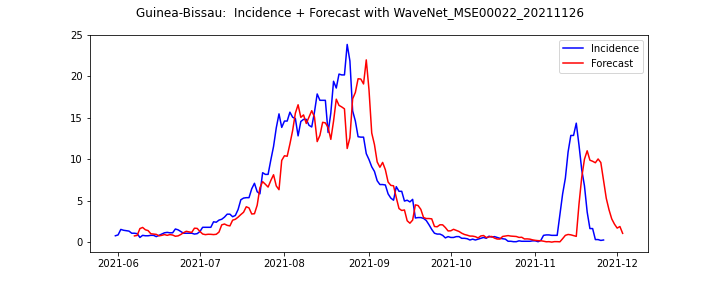 Guinea-Bissau:  Incidence + Forecast with WaveNet_MSE00022_20211126
Incidence
Forecast
25
20
15
10
5
0
2021-06 2021-07 2021-08 2021-09 2021-10 2021-11 2021-12